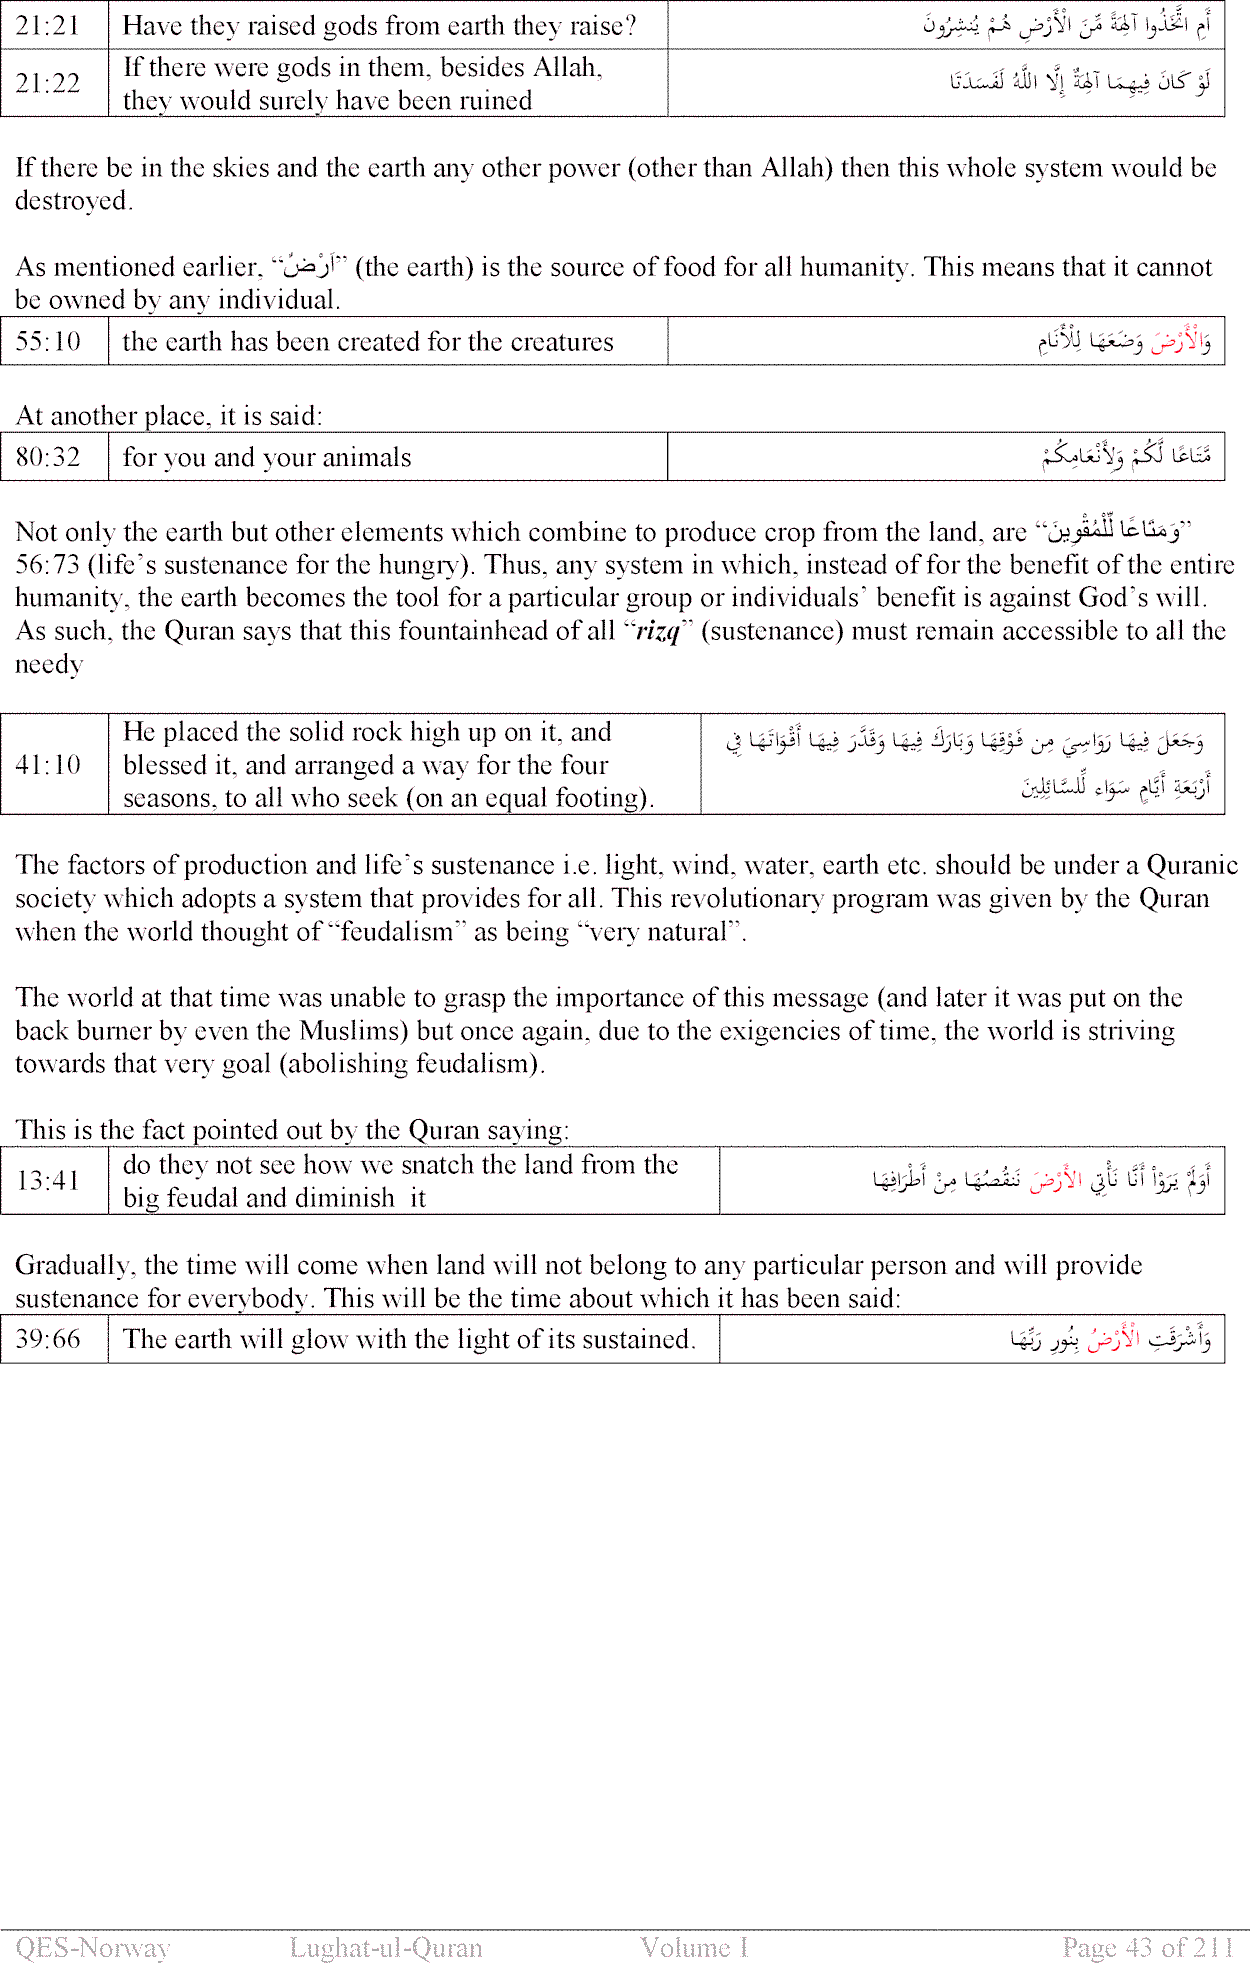 21:21 Have they raised gods from earth they raise? أَمِ اتَّخَذُوا آلِهَةً مِّنَ الْأَرْضِ هُمْ يُنشِرُونَ
21:22 If there were gods in them, besides Allah, they would surely have been ruined لَوْ كَانَ فِيهِمَا آلِهَةٌ إِلَّا اللَّهُ لَفَسَدَتَا
If there be in the skies and the earth any other power (other than Allah) then this whole system would be
destroyed.
As mentioned earlier, “اَرْضٌ” (the earth) is the source of food for all humanity. This means that it cannot
be owned by any individual.
55:10 the earth has been created for the creatures وَالْأَرْضَ وَضَعَهَا لِلْأَنَامِ
At another place, it is said:
80:32 for you and your animals مَّتَاعًا لَّكُمْ وَلِأَنْعَامِكُمْ
Not only the earth but other elements which combine to produce crop from the land, are “وَمَتَاعًا لِّلْمُقْوِينَ”
56:73 (life’s sustenance for the hungry). Thus, any system in which, instead of for the benefit of the entire
humanity, the earth becomes the tool for a particular group or individuals’ benefit is against God’s will.
As such, the Quran says that this fountainhead of all “rizq” (sustenance) must remain accessible to all the
needy
41:10 He placed the solid rock high up on it, and
blessed it, and arranged a way for the four
seasons, to all who seek (on an equal footing).
وَجَعَلَ فِيهَا رَوَاسِيَ مِن فَوْقِهَا وَبَارَكَ فِيهَا وَقَدَّرَ فِيهَا أَقْوَاتَهَا فِي
أَرْبَعَةِ أَيَّامٍ سَوَاء لِّلسَّائِلِينَ
The factors of production and life’s sustenance i.e. light, wind, water, earth etc. should be under a Quranic
society which adopts a system that provides for all. This revolutionary program was given by the Quran
when the world thought of “feudalism” as being “very natural”.
The world at that time was unable to grasp the importance of this message (and later it was put on the
back burner by even the Muslims) but once again, due to the exigencies of time, the world is striving
towards that very goal (abolishing feudalism).
This is the fact pointed out by the Quran saying:
13:41 do they not see how we snatch the land from the
big feudal and diminish it
أَوَلَمْ يَرَوْاْ أَنَّا نَأْتِي الأَرْضَ نَنقُصُهَا مِنْ أَطْرَافِهَا
Gradually, the time will come when land will not belong to any particular person and will provide
sustenance for everybody. This will be the time about which it has been said:
39:66 The earth will glow with the light of its sustained. وَأَشْرَقَتِ الْأَرْضُ بِنُورِ رَبِّهَا
QES-Norway Lughat-ul-Quran Volume I Page 43 of 211